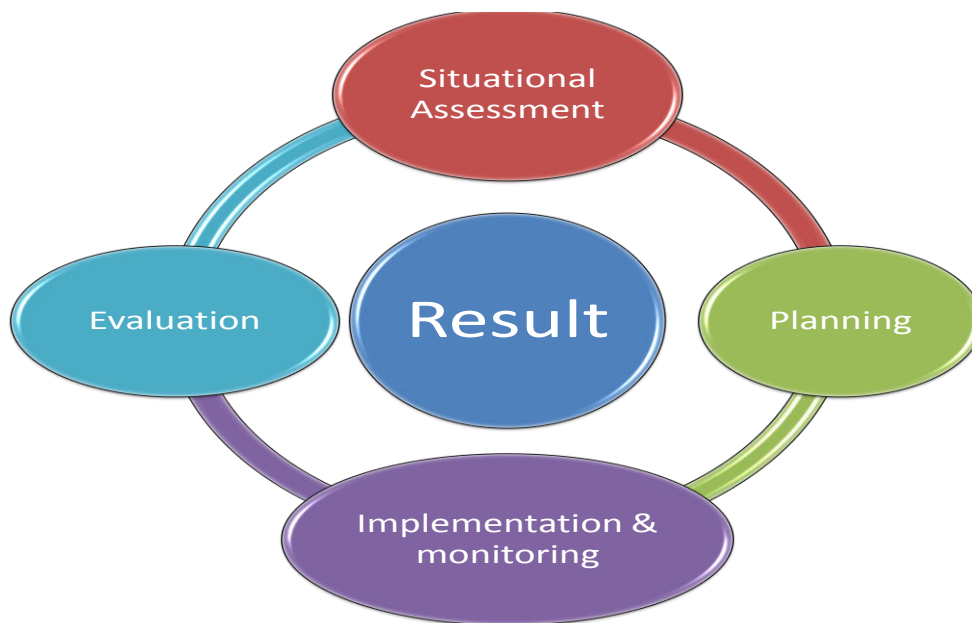 Situational
Assessment
Evaluation
Result
Planning
Implementation &
monitoring